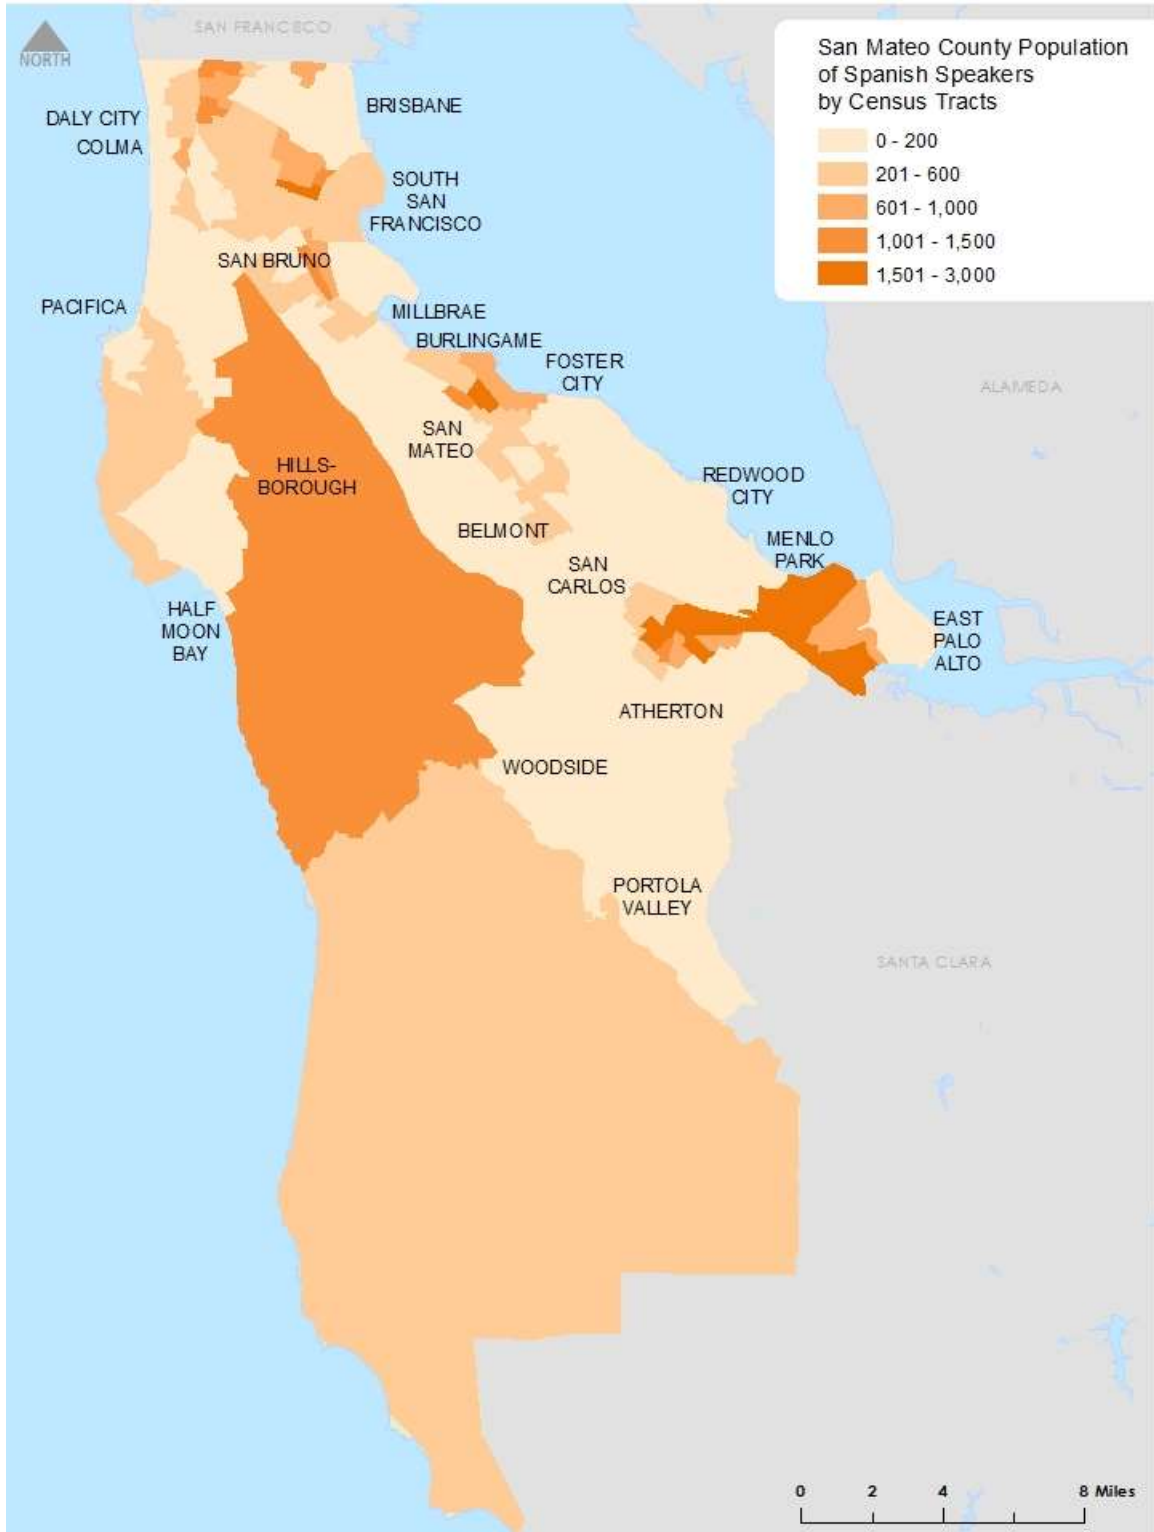 SAN FRANCISCO
NORTH
San Mateo County Population
of Spanish Speakers
by Census Tracts
0 - 200
201 - 600
601 - 1,000
1,001 - 1,500
1,501 - 3,000
BRISBANE
DALY CITY
COLMA
SOUTH
SAN
FRANCISCO
SAN BRUNO
PACIFICA
MILLBRAE
BURLINGAME
FOSTER
CITY
ALAMEDA
SAN
MATEO
HILLS-
BOROUGH
REDWOOD
CITY
BELMONT
MENLO
PARK
SAN
CARLOS
HALF
MOON
BAY
EAST
PALO
ALTO
ATHERTON
WOODSIDE
PORTOLA
VALLEY
SANTA CLARA
0 2 4 8 Miles